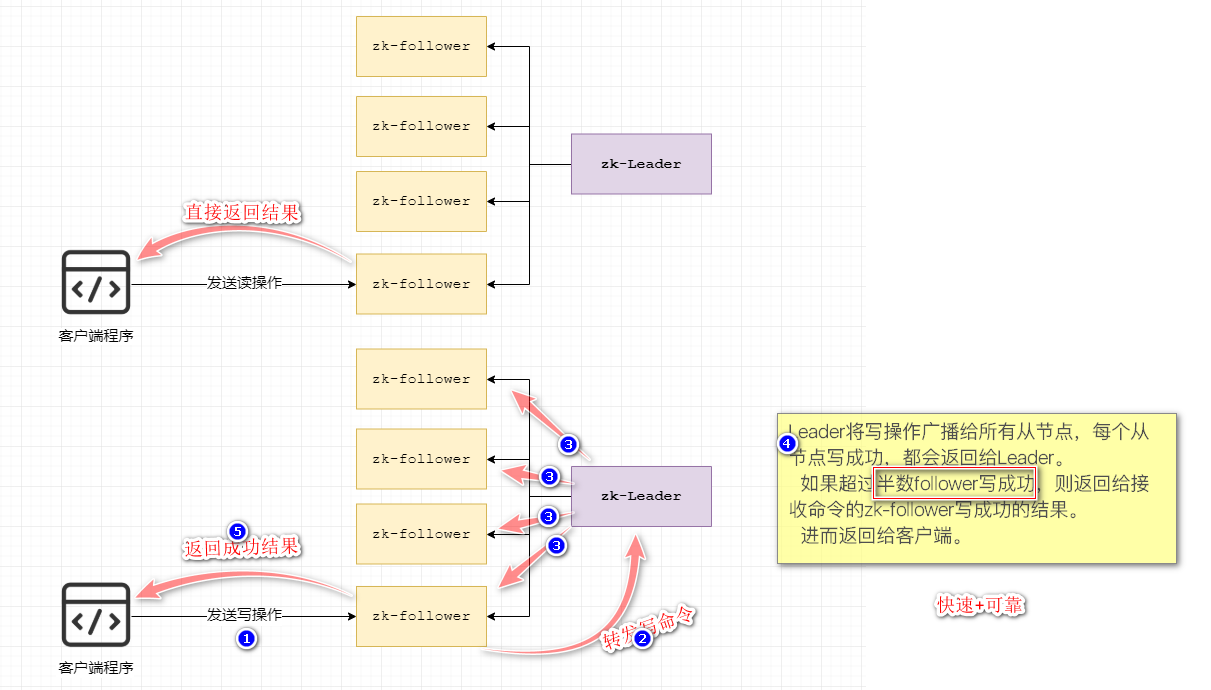 zk-follower
zk-follower
zk-Leader
zk-follower
直接返回结果
发送读操作
zk-follower
客户端程序
zk-follower
3
4
Leader将写操作广播给所有从节点，每个从
节点写成功，都会返回给Leader。
如果超过半数follower写成功，则返回给接
收命令的zk-follower写成功的结果。
进而返回给客户端。
zk-follower
3
zk-Leader
3
5
返回成功结果
zk-follower
3
快速+可靠
发送写操作
zk-follower
1
转发写命令
2
客户端程序